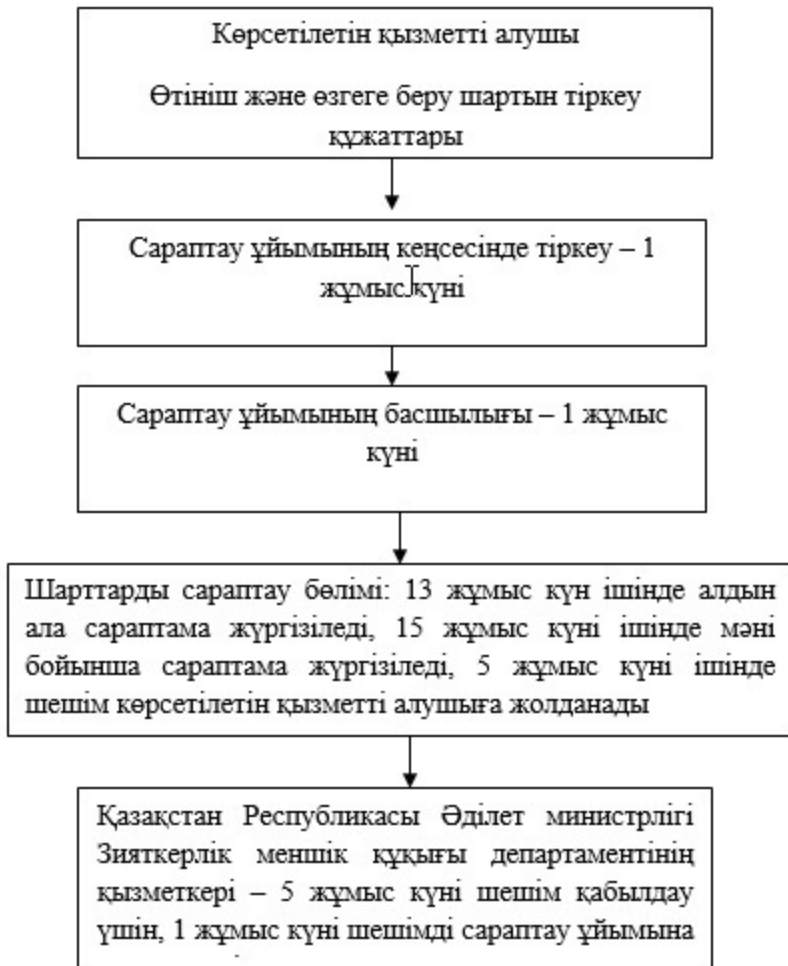 Көрсетілетін қызметті алушы
Өтініш және өзгеге беру шартын тіркеу
құжаттары
Сараптау ұйымының кеңсесінде тіркеу – 1
жұмыс күні
Сараптау ұйымының басшылығы – 1 жұмыс
күні
Шарттарды сараптау бөлімі: 13 жұмыс күн ішінде алдын
ала сараптама жүргізіледі, 15 жұмыс күні ішінде мәні
бойынша сараптама жүргізіледі, 5 жұмыс күні ішінде
шешім көрсетілетін қызметті алушыға жолданады
Қазақстан Республикасы Әділет министрлігі
Зияткерлік меншік құқығы департаментінің
қызметкері – 5 жұмыс күні шешім қабылдау
үшін, 1 жұмыс күні шешімді сараптау ұйымына